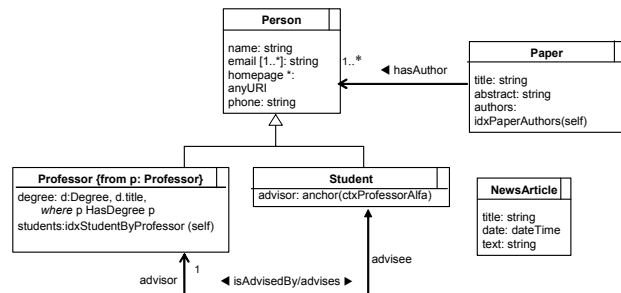 Person
name: string
email [1..*]: string
homepage *:
anyURI
phone: string
1..*
◄ hasAuthor
Paper
title: string
abstract: string
authors:
idxPaperAuthors(self)
Professor {from p: Professor}
degree: d:Degree, d.title,
where p HasDegree p
students:idxStudentByProfessor (self)
Student
advisor: anchor(ctxProfessorAlfa)
NewsArticle
title: string
date: dateTime
text: string
advisor
1
◄ isAdvisedBy/advises ►
advisee